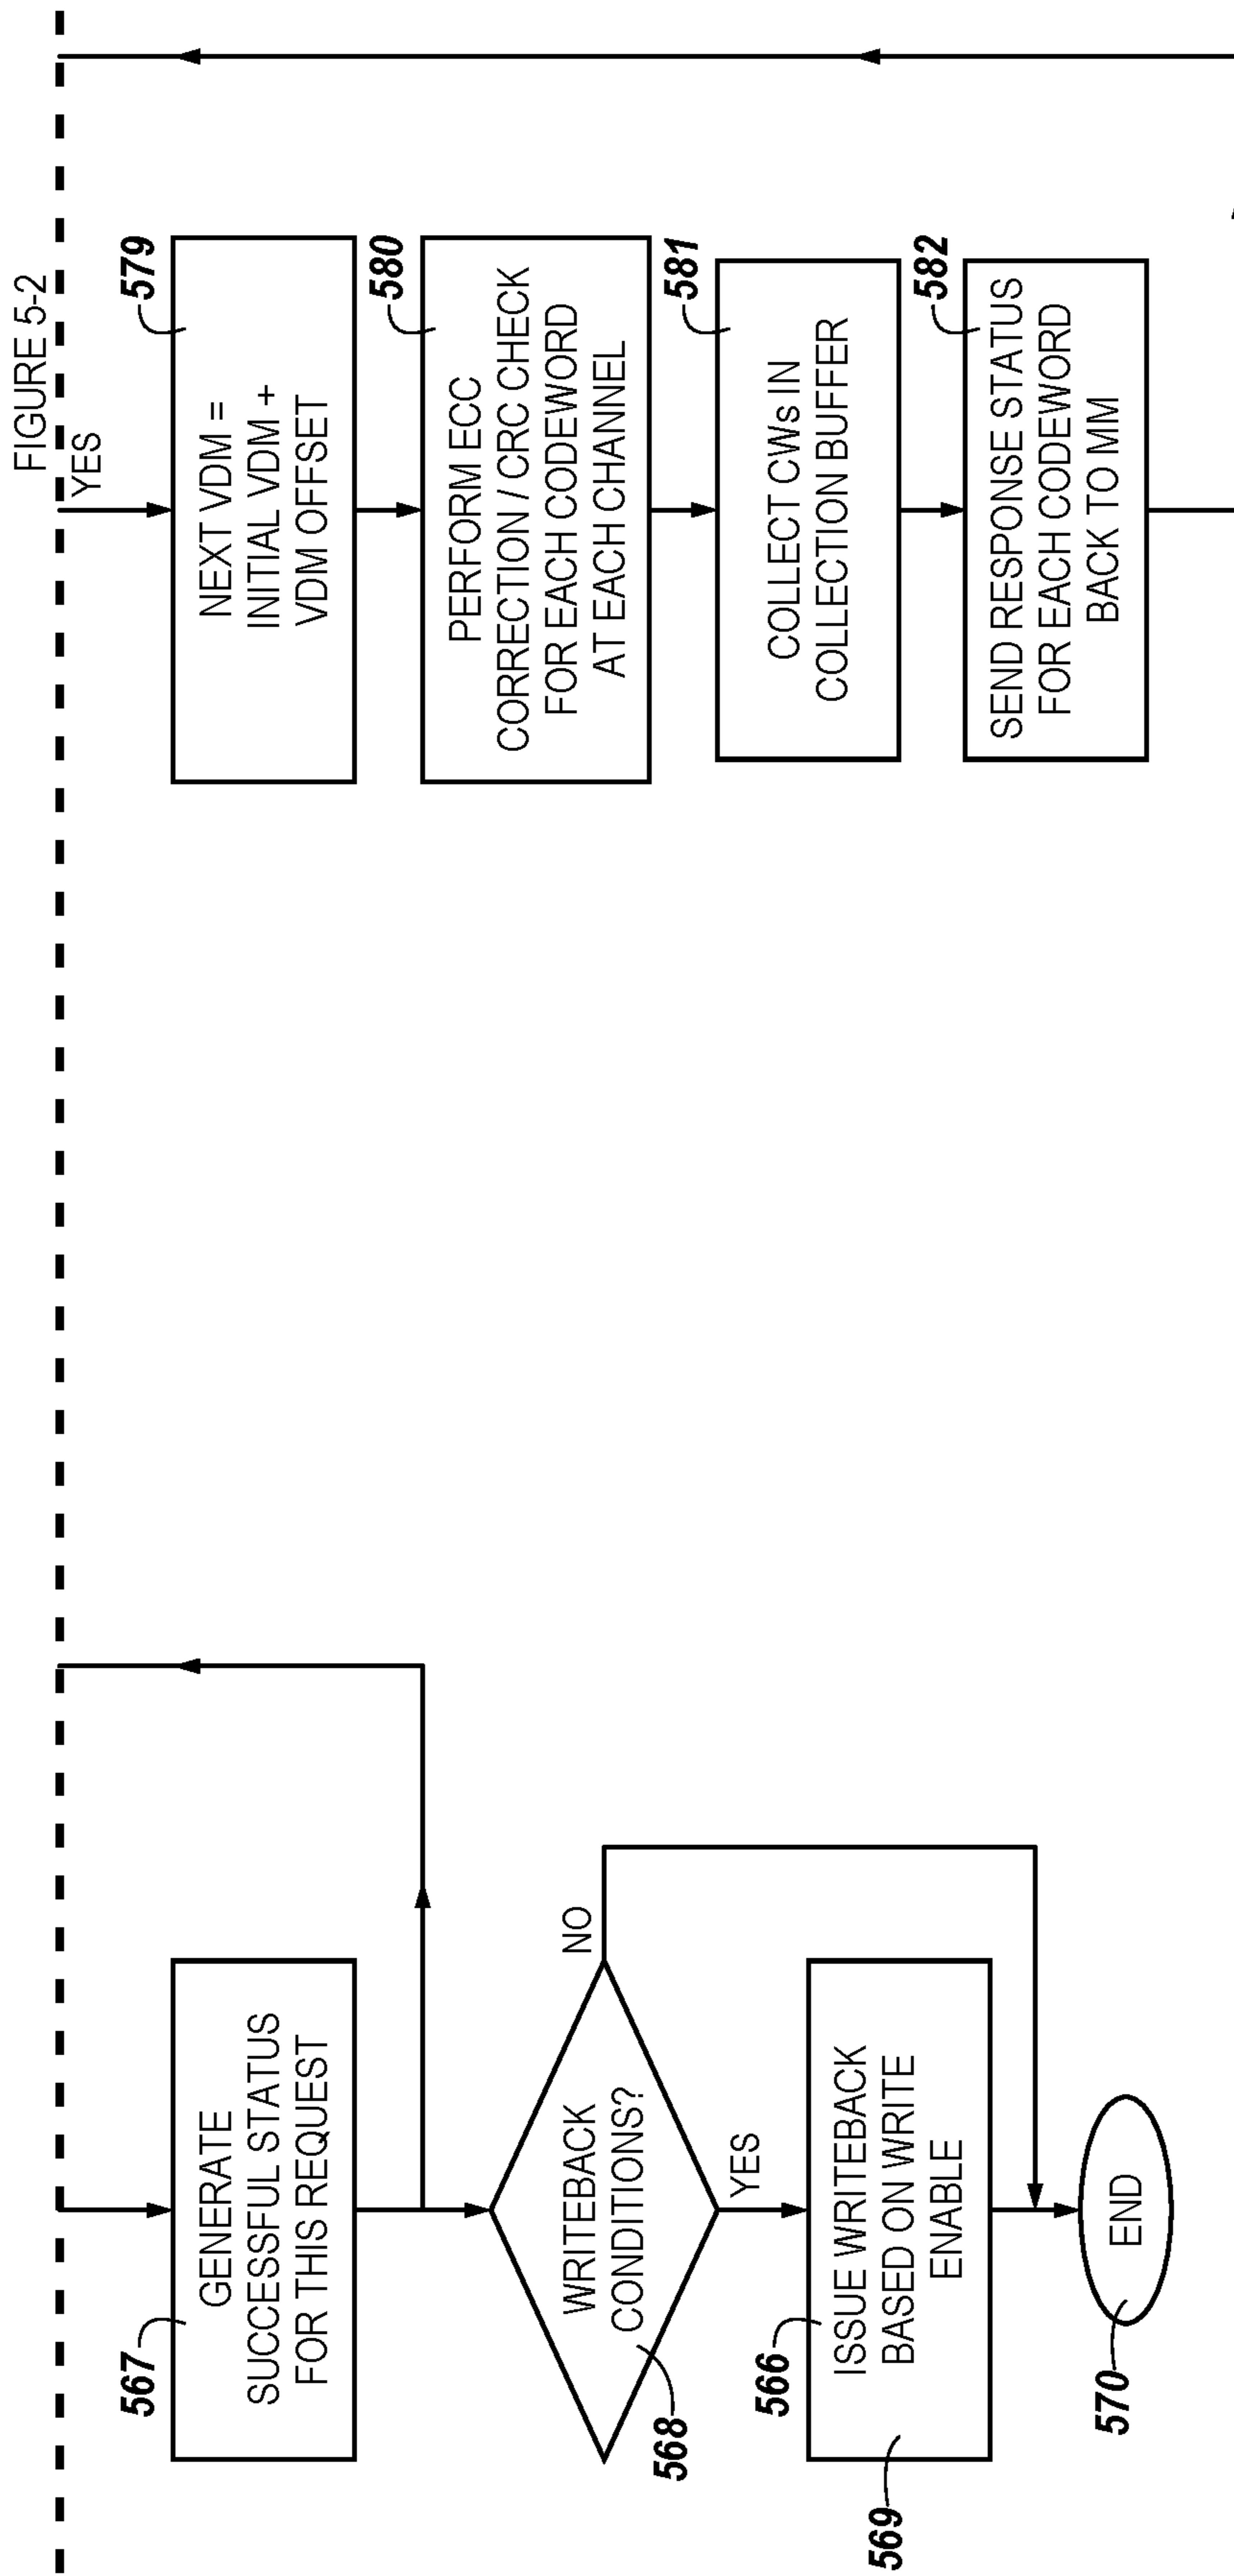 FIGURE 5-2
567
GENERATE
SUCCESSFUL STATUS
FOR THIS REQUEST
568
WRITEBACK
CONDITIONS?
NO
YES
566
ISSUE WRITEBACK
BASED ON WRITE
ENABLE
569
END
570
YES
579
NEXT VDM =
INITIAL VDM +
VDM OFFSET
580
PERFORM ECC
CORRECTION / CRC CHECK
FOR EACH CODEWORD
AT EACH CHANNEL
581
COLLECT CWs IN
COLLECTION BUFFER
582
SEND RESPONSE STATUS
FOR EACH CODEWORD
BACK TO MM